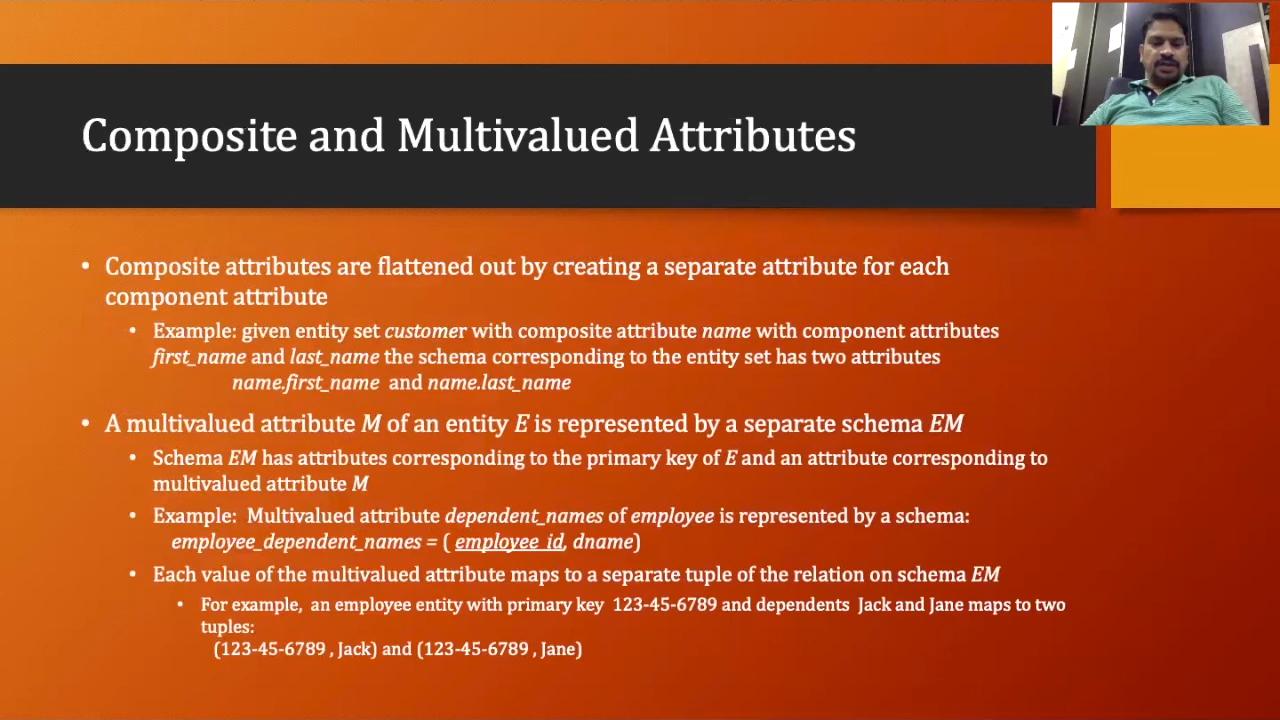 Composite and Multivalued Attributes
• Composite attributes are flattened out by creating a separate attribute for each
component attribute
• Example: given entity set customer with composite attribute name with component attributes
first_name and last_name the schema corresponding to the entity set has two attributes
name.first_name and name.last_name
• A multivalued attribute M of an entity E is represented by a separate schema EM
• Schema EM has attributes corresponding to the primary key of E and an attribute corresponding to
multivalued attribute M
• Example: Multivalued attribute dependent_names of employee is represented by a schema:
employee_dependent_names = ( employee_id, dname)
• Each value of the multivalued attribute maps to a separate tuple of the relation on schema EM
• For example, an employee entity with primary key 123-45-6789 and dependents Jack and Jane maps to two
tuples:
(123-45-6789 , Jack) and (123-45-6789 , Jane)